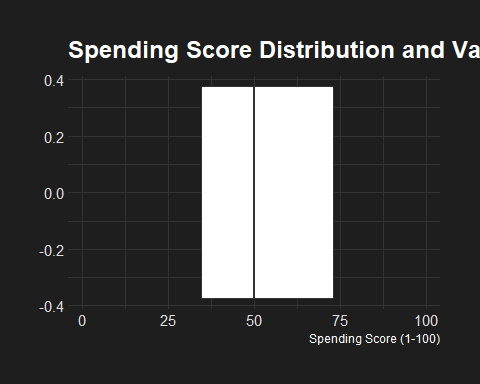 Spending Score Distribution and Va
0.4
0.2
0.0
-0.2
-0.4
0 25 50 75 100
Spending Score (1-100)